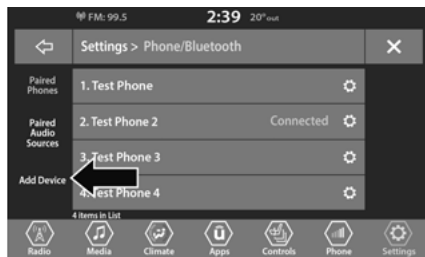 FM: 99.5 2:39 20° out
Settings > Phone/Bluetooth
Paired
Phones
1. Test Phone
Paired
Audio
Sources
2. Test Phone 2 Connected
3. Test Phone 3
Add Device
4. Test Phone 4
4 items in List
Radio Media Climate Apps Controls Phone Settings